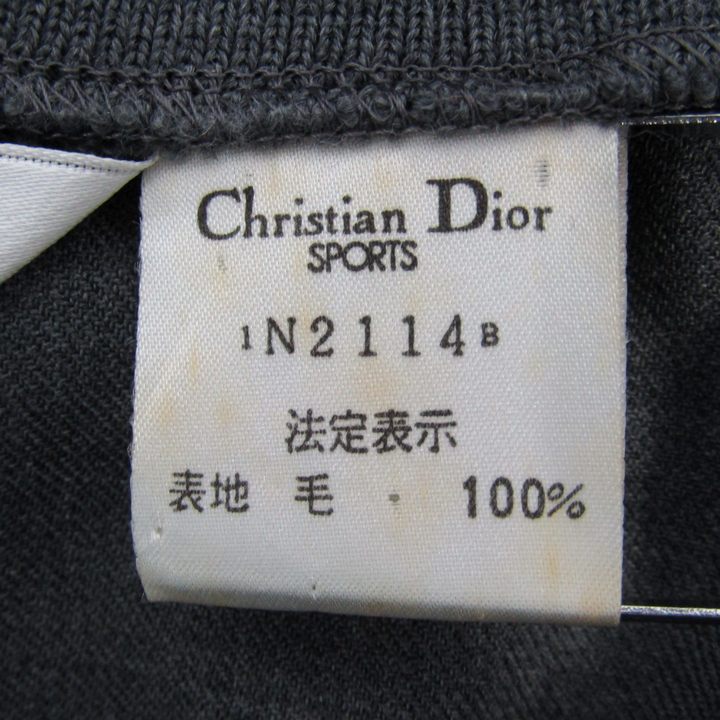 Christian Dior
SPORTS
1N2114B
法定表示
表地 毛 · 100%